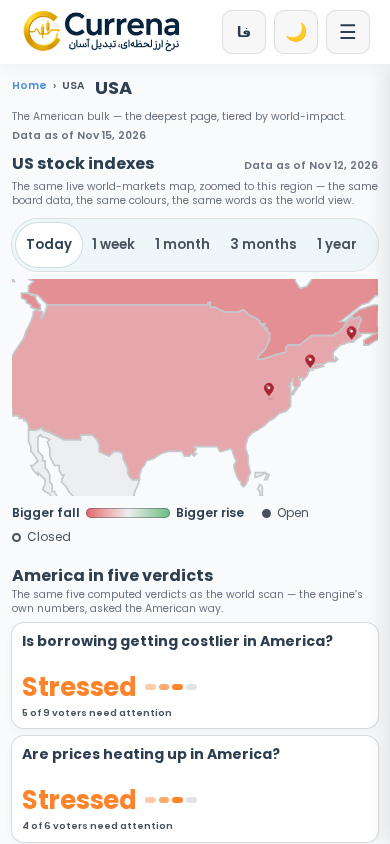 Currena
نرخ ارز لحظه‌ای، تبدیل آسان
فا
Home › USA USA
The American bulk — the deepest page, tiered by world-impact.
Data as of Nov 15, 2026
US stock indexes
Data as of Nov 12, 2026
The same live world-markets map, zoomed to this region — the same
board data, the same colours, the same words as the world view.
Today 1 week 1 month 3 months 1 year
Bigger fall Bigger rise Open
Closed
America in five verdicts
The same five computed verdicts as the world scan — the engine's
own numbers, asked the American way.
Is borrowing getting costlier in America?
Stressed
5 of 9 voters need attention
Are prices heating up in America?
Stressed
4 of 6 voters need attention